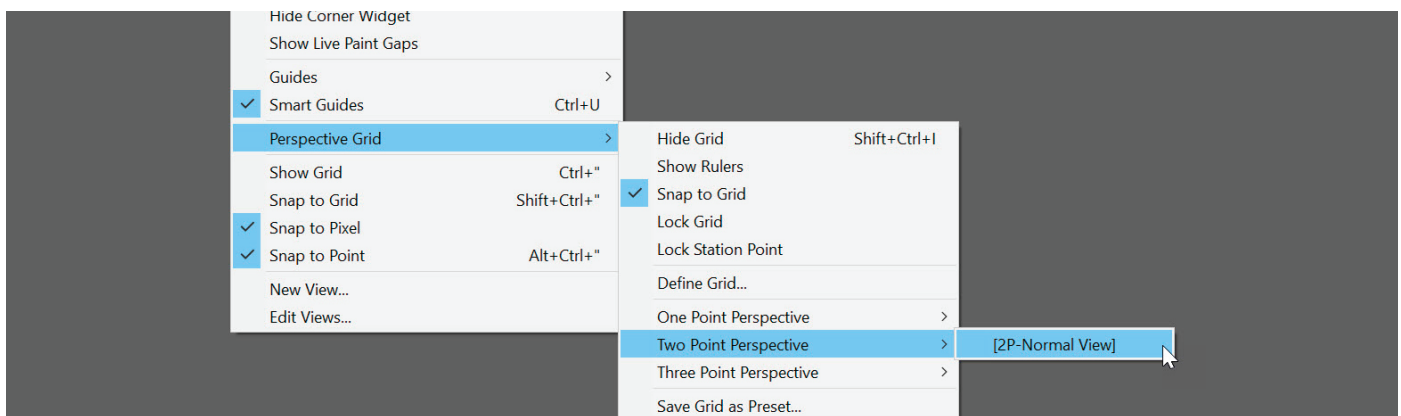 Hide Corner Widget
Show Live Paint Gaps
Guides
Smart Guides Ctrl+U
Perspective Grid
Show Grid Ctrl+"
Snap to Grid Shift+Ctrl+"
Snap to Pixel
Snap to Point Alt+Ctrl+"
New View...
Edit Views...
Hide Grid Shift+Ctrl+I
Show Rulers
Snap to Grid
Lock Grid
Lock Station Point
Define Grid...
One Point Perspective
Two Point Perspective
Three Point Perspective
Save Grid as Preset...
[2P-Normal View]